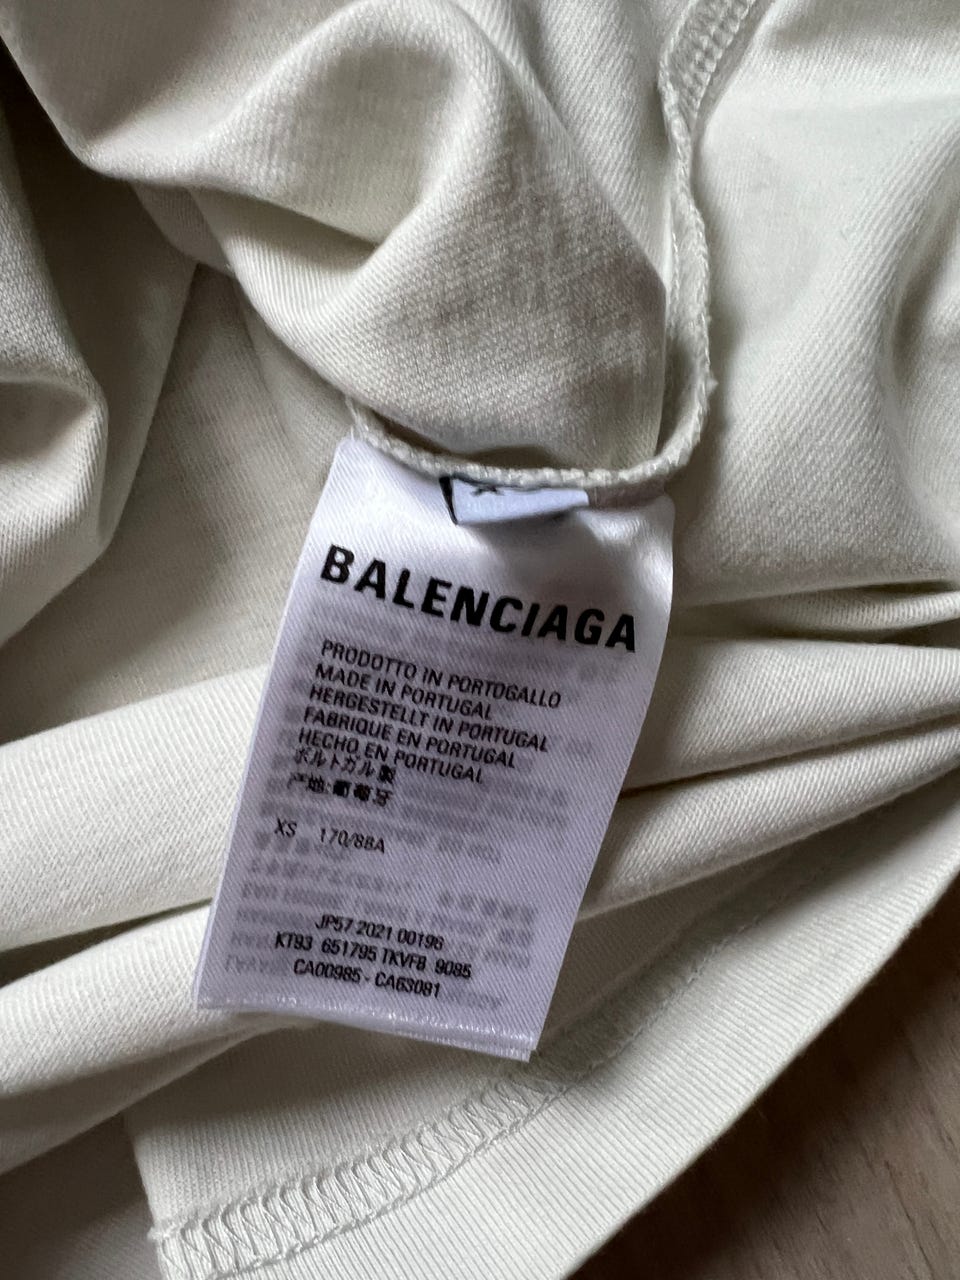 BALENCIAGA
PRODOTTO IN PORTOGALLO
MADE IN PORTUGAL
HERGESTELLT IN PORTUGAL
FABRIQUE EN PORTUGAL
HECHO EN PORTUGAL
ポルトガル製
产地:葡萄牙
XS 170/88A
JP57 2021 00196
KT93 651795 TKVF8 9085
CA00985 - CA63081